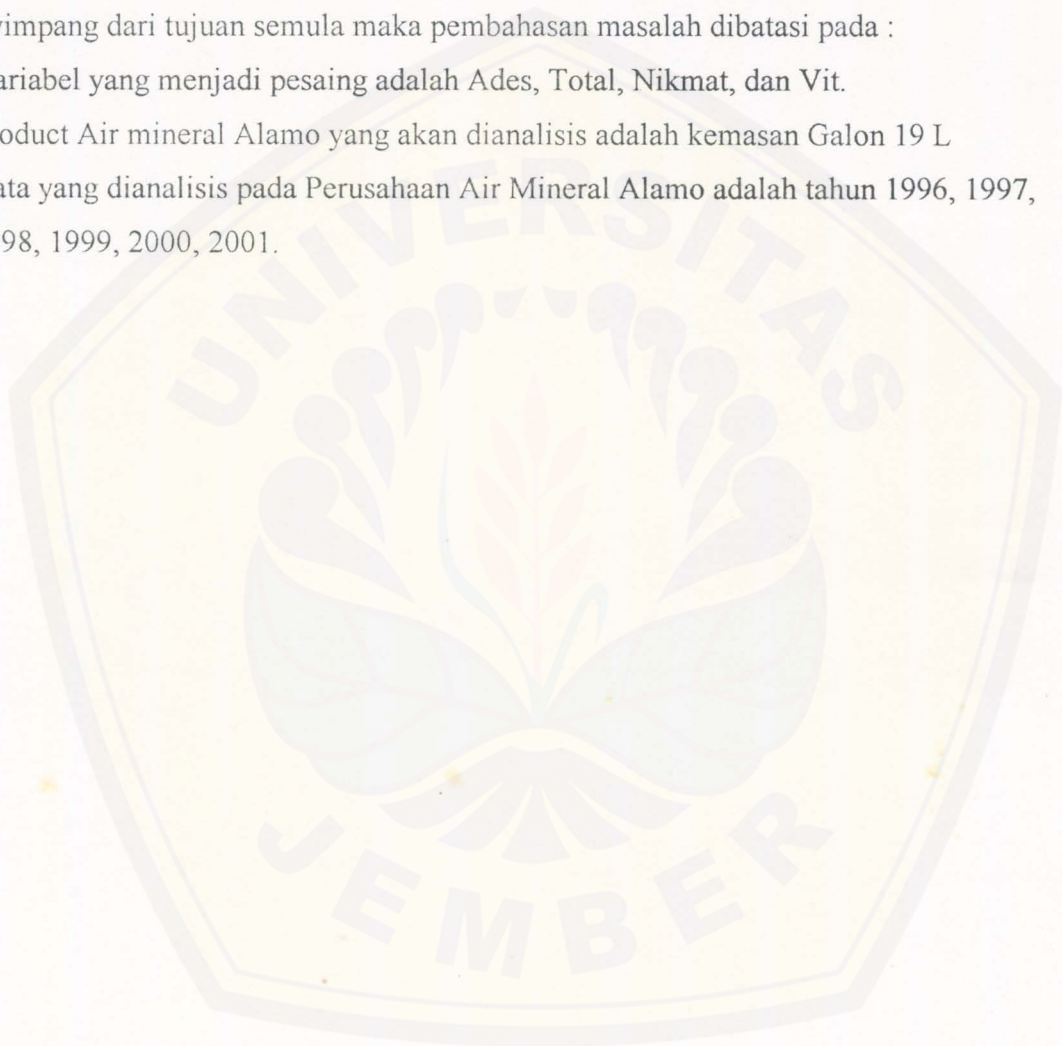 yimpang dari tujuan semula maka pembahasan masalah dibatasi pada :
ariabel yang menjadi pesaing adalah Ades, Total, Nikmat, dan Vit.
oduct Air mineral Alamo yang akan dianalisis adalah kemasan Galon 19 L
ata yang dianalisis pada Perusahaan Air Mineral Alamo adalah tahun 1996, 1997,
98, 1999, 2000, 2001.
UNIVERSITAS
JEMBER